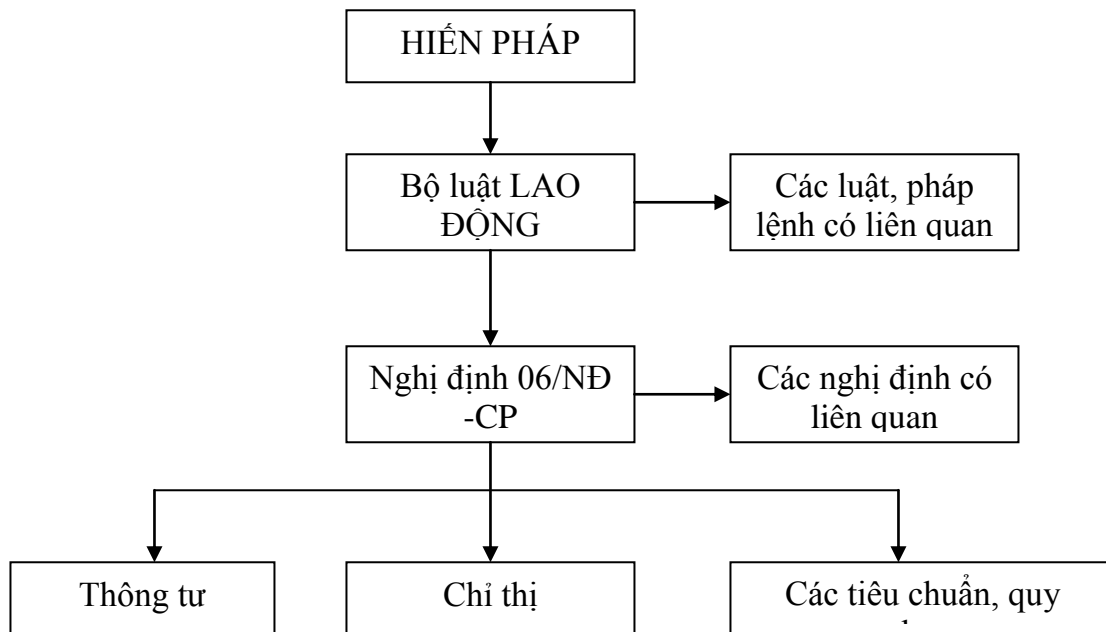 HIẾN PHÁP
Bộ luật LAO
ĐỘNG
Các luật, pháp
lệnh có liên quan
Nghị định 06/NĐ
-CP
Các nghị định có
liên quan
Thông tư
Chỉ thị
Các tiêu chuẩn, quy